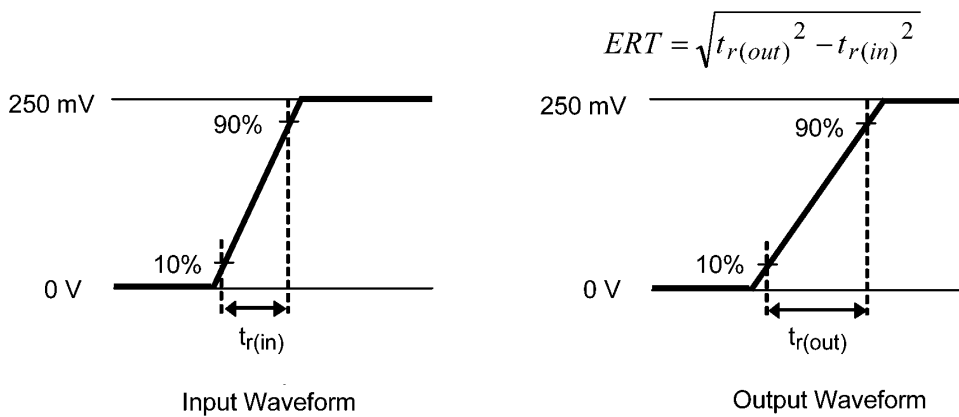 ERT = √(t_r(out)² − t_r(in)²)
250 mV
90%
10%
0 V
t_r(in)
Input Waveform
250 mV
90%
10%
0 V
t_r(out)
Output Waveform